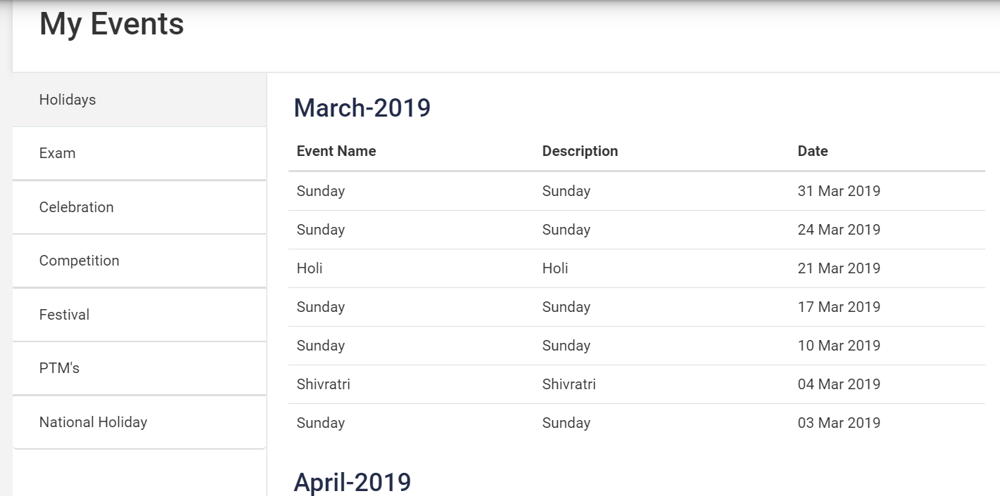 My Events
Holidays
Exam
Celebration
Competition
Festival
PTM's
National Holiday
March-2019
Event Name Description Date
Sunday Sunday 31 Mar 2019
Sunday Sunday 24 Mar 2019
Holi Holi 21 Mar 2019
Sunday Sunday 17 Mar 2019
Sunday Sunday 10 Mar 2019
Shivratri Shivratri 04 Mar 2019
Sunday Sunday 03 Mar 2019
April-2019